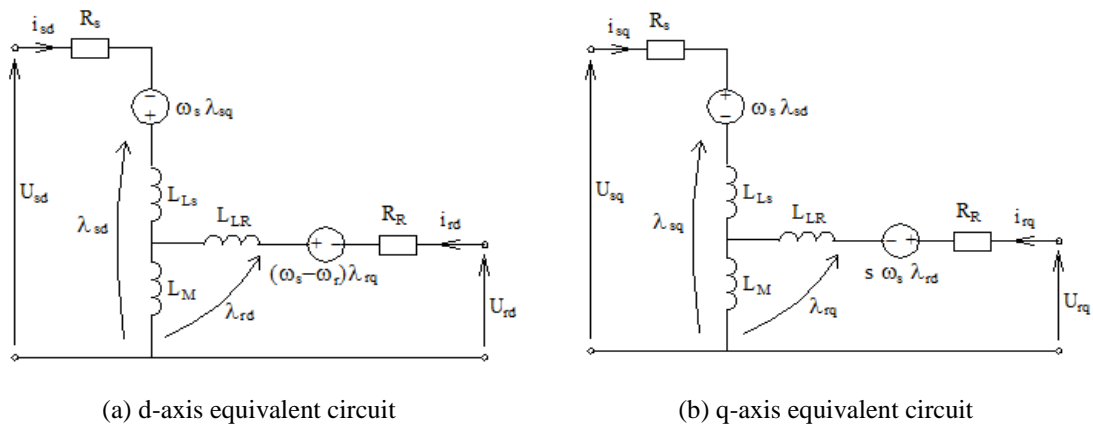 i_sd R_s
− + ω_s λ_sq
U_sd λ_sd L_Ls
L_LR R_R i_rd
+ − (ω_s−ω_r)λ_rq
L_M λ_rd U_rd
(a) d-axis equivalent circuit
i_sq R_s
+ − ω_s λ_sd
U_sq λ_sq L_Ls
L_LR R_R i_rq
− + s ω_s λ_rd
L_M λ_rq U_rq
(b) q-axis equivalent circuit